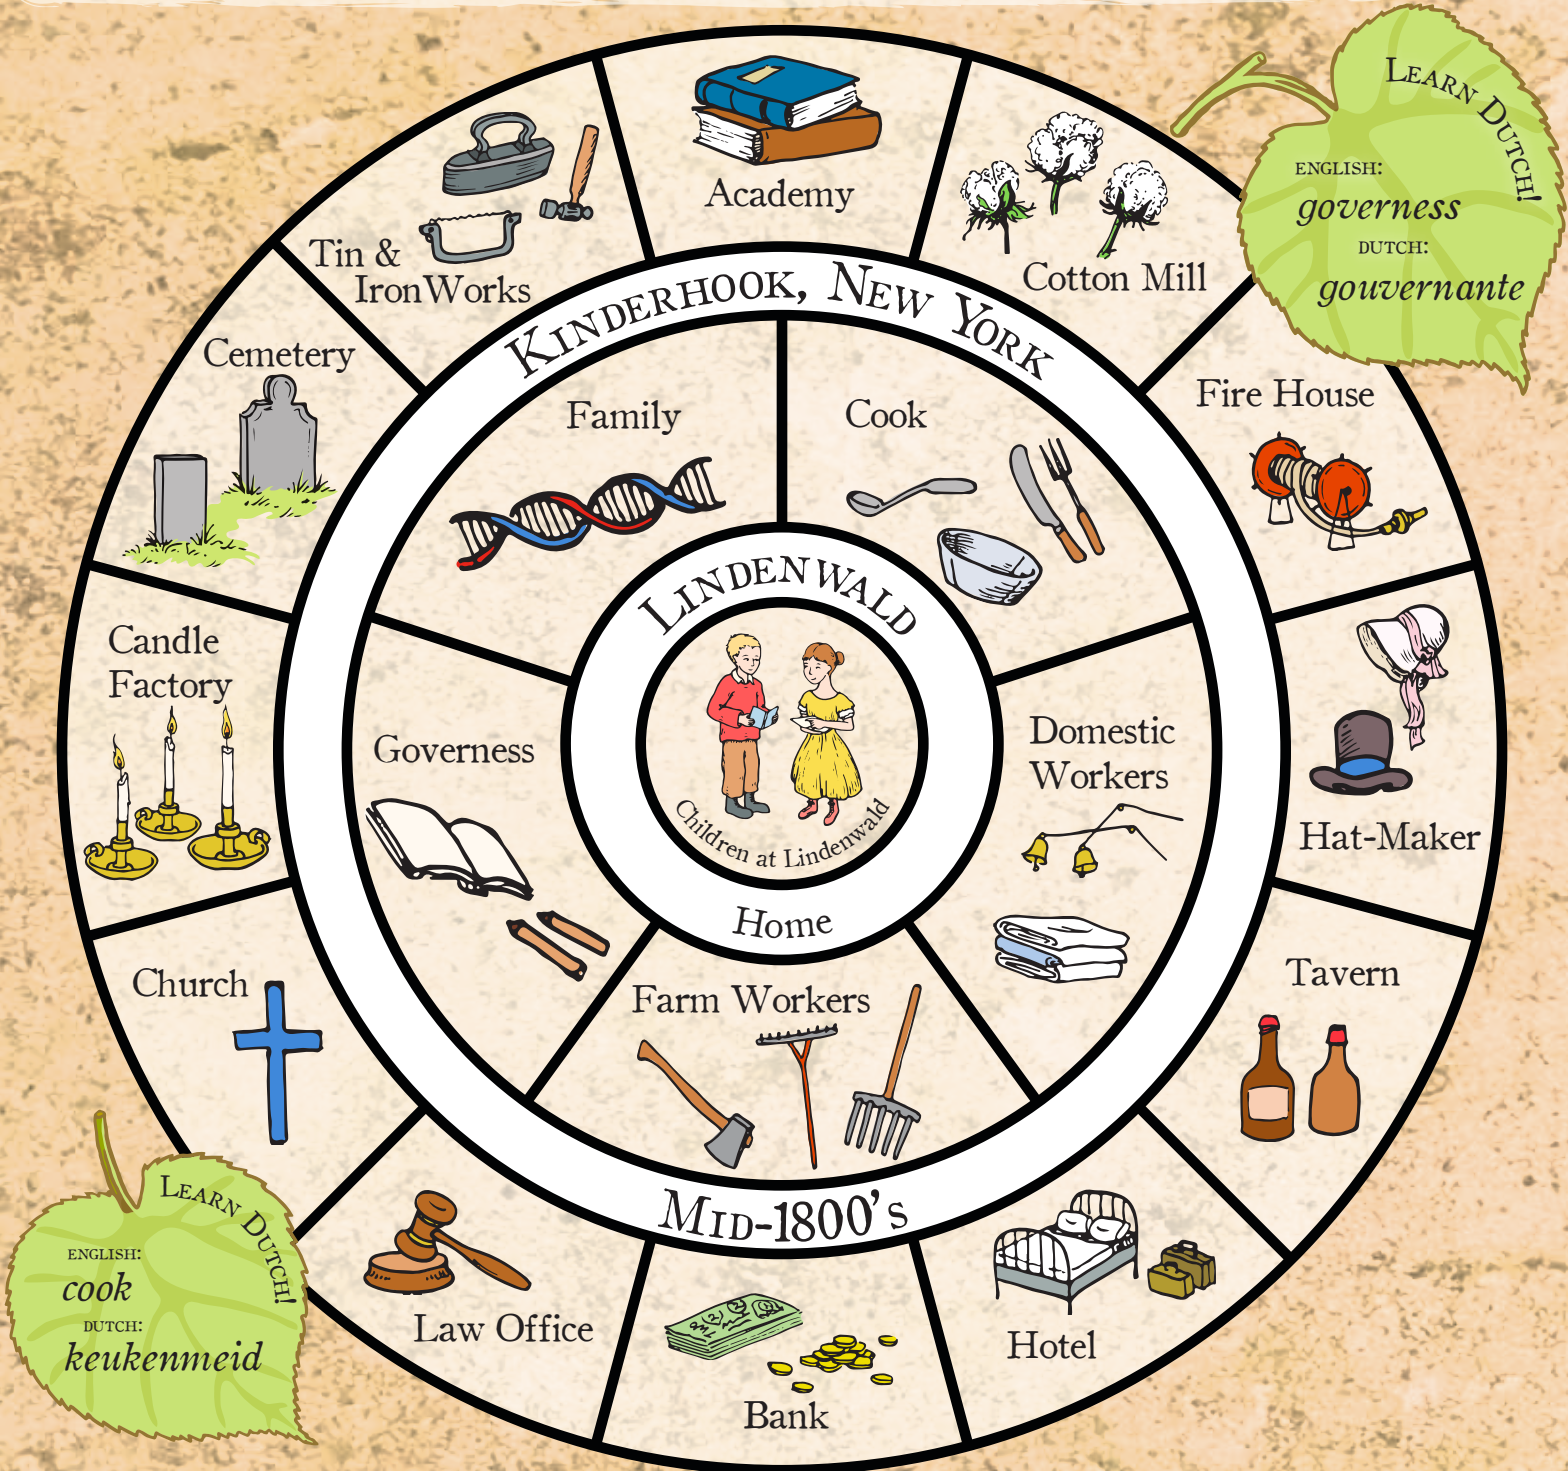 Academy
Cotton Mill
Fire House
Hat-Maker
Tavern
Hotel
Bank
Law Office
Church
Candle
Factory
Cemetery
Tin &
IronWorks
Kinderhook, New York
Mid-1800's
Family
Cook
Domestic
Workers
Farm Workers
Governess
Lindenwald
Home
Children at Lindenwald
Learn Dutch!
English:
governess
Dutch:
gouvernante
Learn Dutch!
English:
cook
Dutch:
keukenmeid